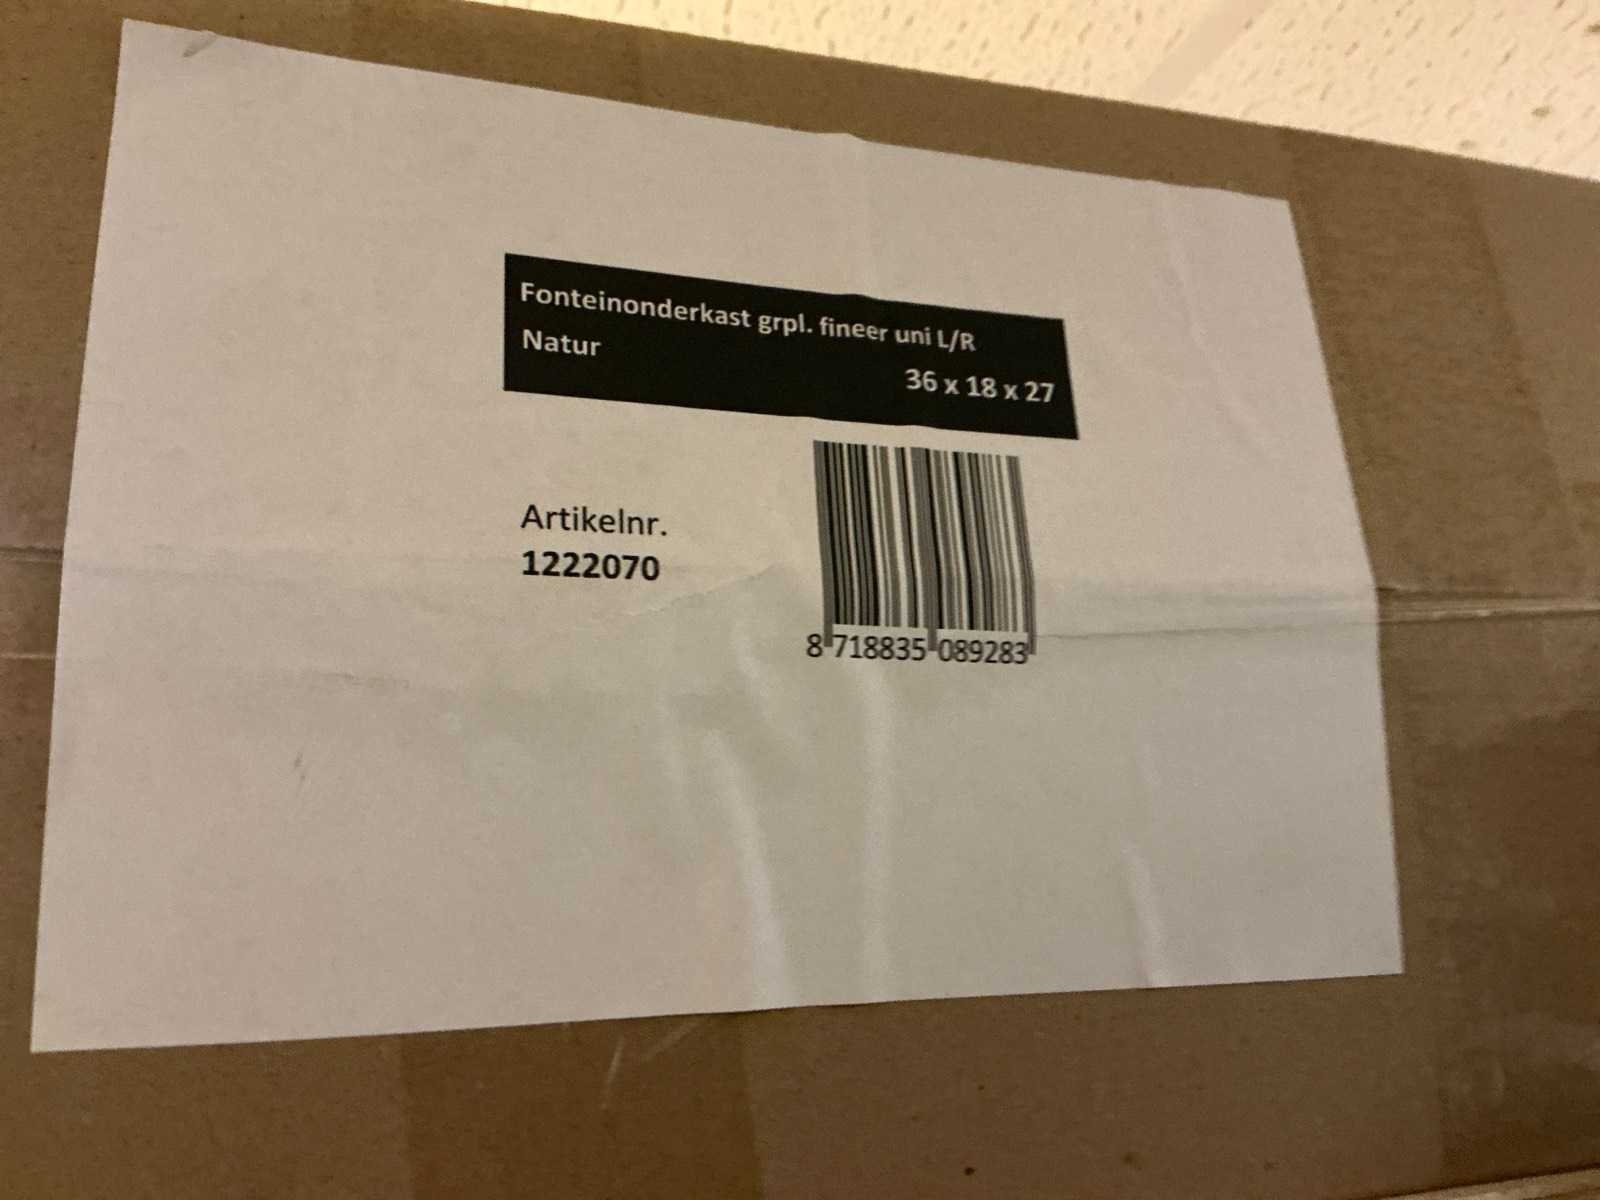 Fonteinonderkast grpl. fineer uni L/R
Natur
36 x 18 x 27
Artikelnr.
1222070
8 718835 089283